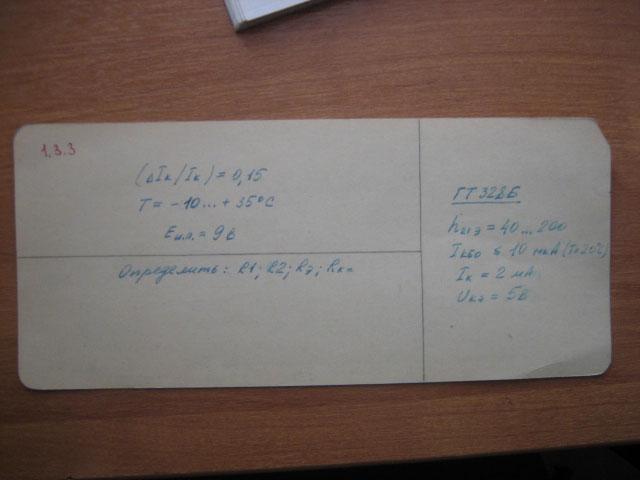 1.3.3
(ΔIк/Iк) = 0,15
T = -10... + 35°C
Eи.п. = 9 В
Определить: R1; R2; Rэ; Rк =
ГТ328Б
h21э = 40...200
Iкбо ≤ 10 мкА (T=20°C)
Iк = 2 мА
Uкэ = 5В